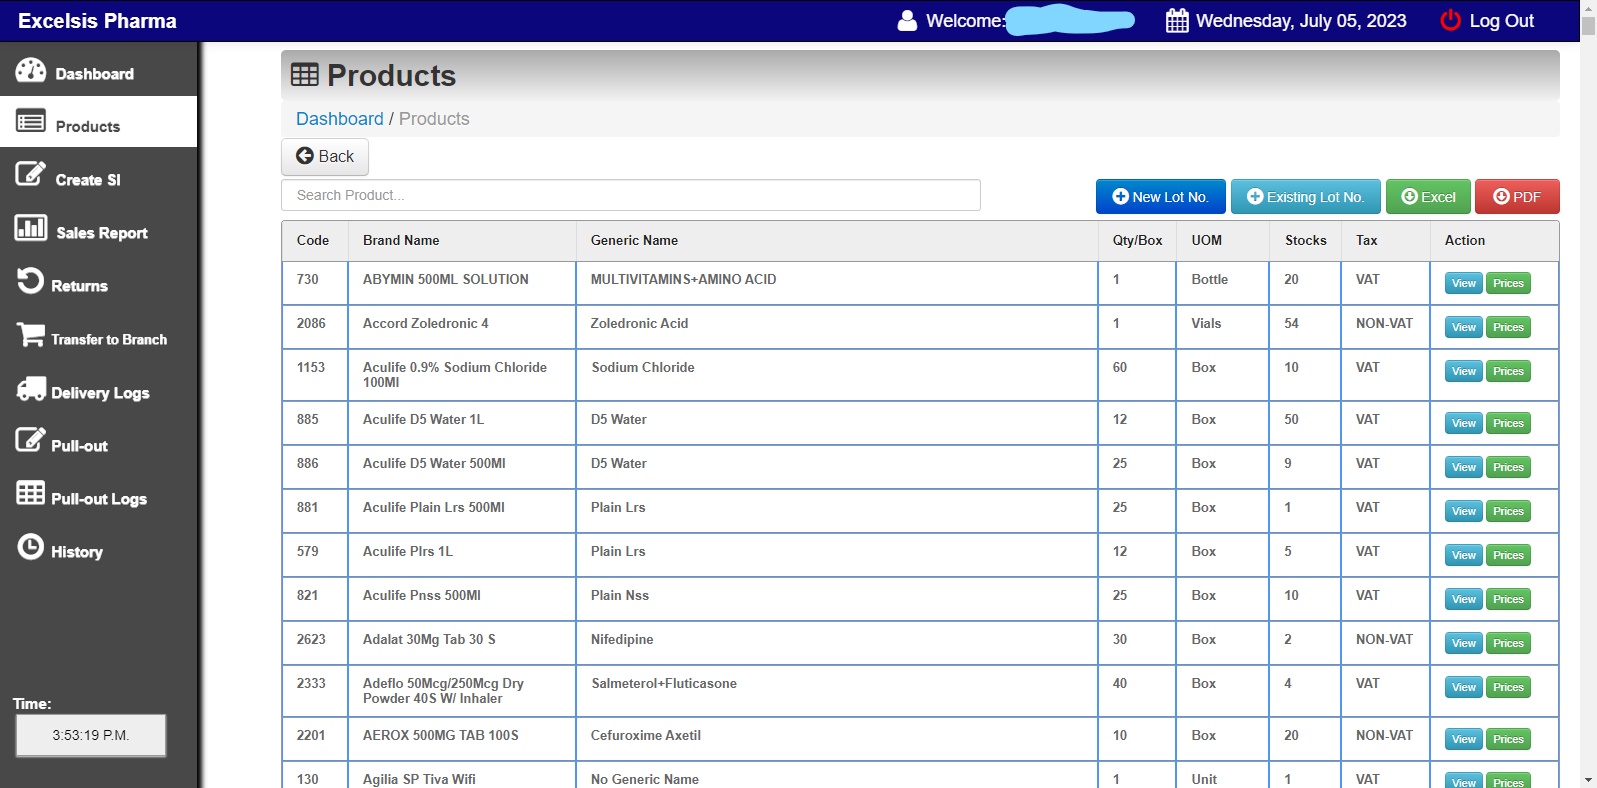 Excelsis Pharma
Welcome:
Wednesday, July 05, 2023
Log Out
Dashboard
Products
Create SI
Sales Report
Returns
Transfer to Branch
Delivery Logs
Pull-out
Pull-out Logs
History
Time:
3:53:19 P.M.
Products
Dashboard / Products
Back
Search Product...
New Lot No. Existing Lot No. Excel PDF
Code Brand Name Generic Name Qty/Box UOM Stocks Tax Action
730 ABYMIN 500ML SOLUTION MULTIVITAMINS+AMINO ACID 1 Bottle 20 VAT View Prices
2086 Accord Zoledronic 4 Zoledronic Acid 1 Vials 54 NON-VAT View Prices
1153 Aculife 0.9% Sodium Chloride Sodium Chloride 60 Box 10 VAT View Prices
100Ml
885 Aculife D5 Water 1L D5 Water 12 Box 50 VAT View Prices
886 Aculife D5 Water 500Ml D5 Water 25 Box 9 VAT View Prices
881 Aculife Plain Lrs 500Ml Plain Lrs 25 Box 1 VAT View Prices
579 Aculife Plrs 1L Plain Lrs 12 Box 5 VAT View Prices
821 Aculife Pnss 500Ml Plain Nss 25 Box 10 VAT View Prices
2623 Adalat 30Mg Tab 30 S Nifedipine 30 Box 2 NON-VAT View Prices
2333 Adeflo 50Mcg/250Mcg Dry Salmeterol+Fluticasone 40 Box 4 VAT View Prices
Powder 40S W/ Inhaler
2201 AEROX 500MG TAB 100S Cefuroxime Axetil 10 Box 20 NON-VAT View Prices
130 Agilia SP Tiva Wifi No Generic Name 1 Unit 1 VAT View Prices